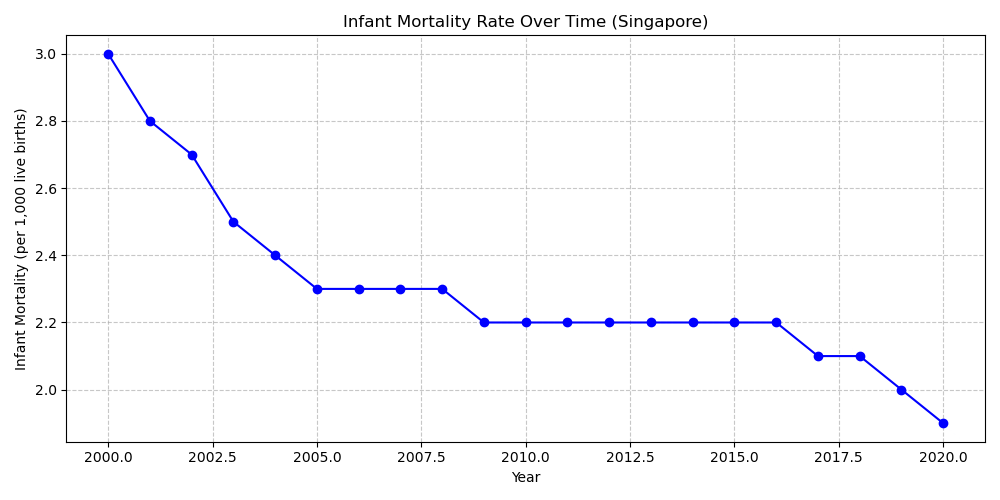 Infant Mortality Rate Over Time (Singapore)
Infant Mortality (per 1,000 live births)
3.0
2.8
2.6
2.4
2.2
2.0
2000.0 2002.5 2005.0 2007.5 2010.0 2012.5 2015.0 2017.5 2020.0
Year